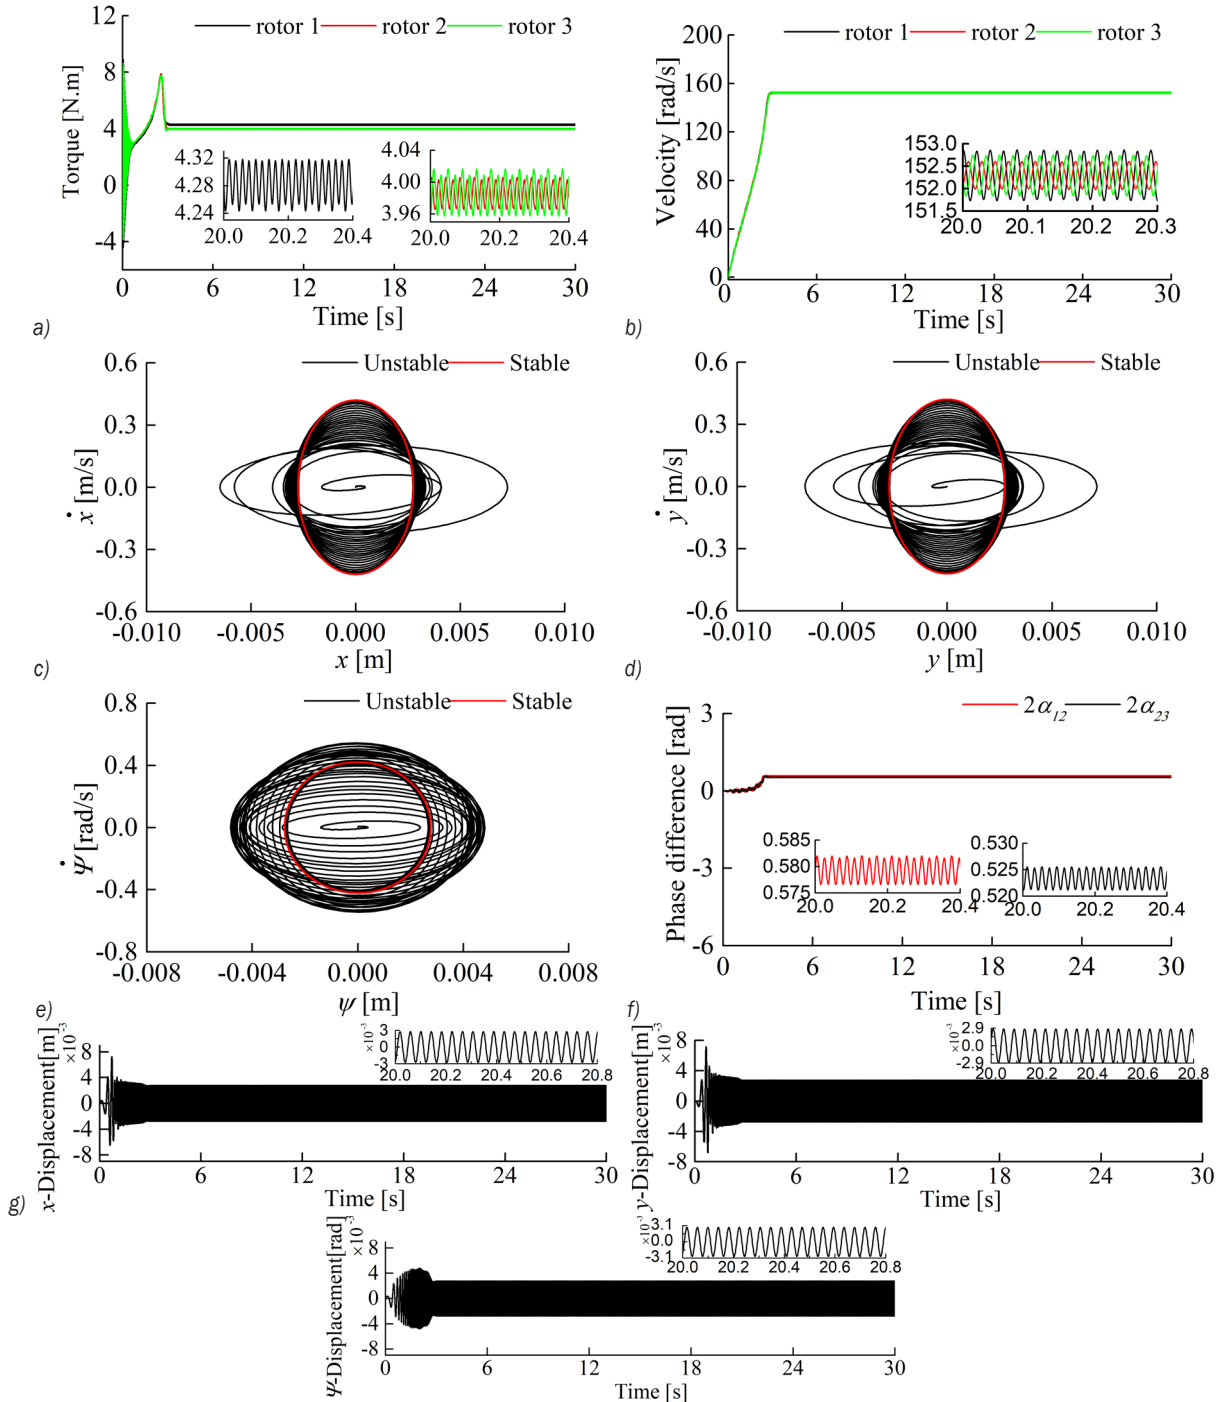 rotor 1 rotor 2 rotor 3
Torque [N.m]
12
8
4
0
-4
4.32
4.28
4.24
20.0 20.2 20.4
4.04
4.00
3.96
20.0 20.2 20.4
0 6 12 18 24 30
Time [s]
a)
rotor 1 rotor 2 rotor 3
Velocity [rad/s]
200
160
120
80
40
0
153.0
152.5
152.0
151.5
20.0 20.1 20.2 20.3
0 6 12 18 24 30
Time [s]
b)
Unstable Stable
ẋ [m/s]
0.6
0.3
0.0
-0.3
-0.6
-0.010 -0.005 0.000 0.005 0.010
x [m]
c)
Unstable Stable
ẏ [m/s]
0.6
0.3
0.0
-0.3
-0.6
-0.010 -0.005 0.000 0.005 0.010
y [m]
d)
Unstable Stable
ψ̇ [rad/s]
0.8
0.4
0.0
-0.4
-0.8
-0.008 -0.004 0.000 0.004 0.008
ψ [m]
e)
2α₁₂ 2α₂₃
Phase difference [rad]
3
0
-3
-6
0.585
0.580
0.575
20.0 20.2 20.4
0.530
0.525
0.520
20.0 20.2 20.4
6 12 18 24 30
Time [s]
f)
x-Displacement[m]
×10⁻³
8
4
0
-4
-8
×10⁻³
3
0
-3
20.0 20.2 20.4 20.6 20.8
0 6 12 18 24 30
Time [s]
g)
y-Displacement[m]
×10⁻³
8
4
0
-4
-8
×10⁻³
2.9
0.0
-2.9
20.0 20.2 20.4 20.6 20.8
0 6 12 18 24 30
Time [s]
Ψ-Displacement[rad]
×10⁻³
8
4
0
-4
-8
×10⁻³
3.1
0.0
-3.1
20.0 20.2 20.4 20.6 20.8
0 6 12 18 24 30
Time [s]